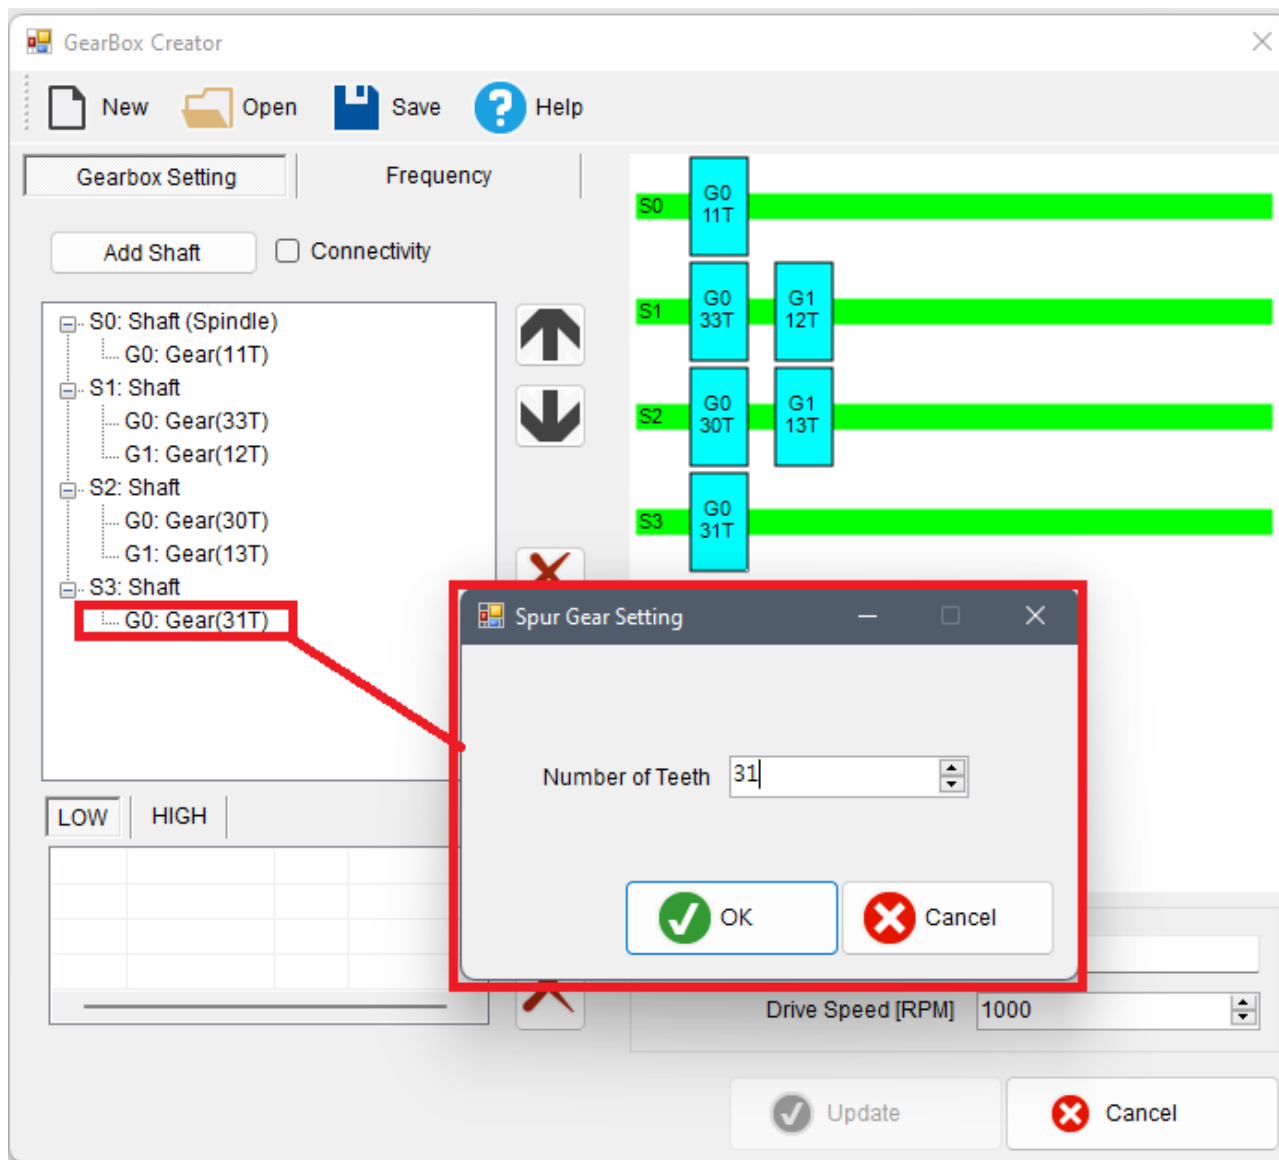 GearBox Creator
New Open Save Help
Gearbox Setting Frequency
Add Shaft Connectivity
S0: Shaft (Spindle)
G0: Gear(11T)
S1: Shaft
G0: Gear(33T)
G1: Gear(12T)
S2: Shaft
G0: Gear(30T)
G1: Gear(13T)
S3: Shaft
G0: Gear(31T)
S0
G0
11T
S1
G0
33T
G1
12T
S2
G0
30T
G1
13T
S3
G0
31T
Spur Gear Setting
Number of Teeth 31
OK Cancel
LOW HIGH
Drive Speed [RPM] 1000
Update Cancel